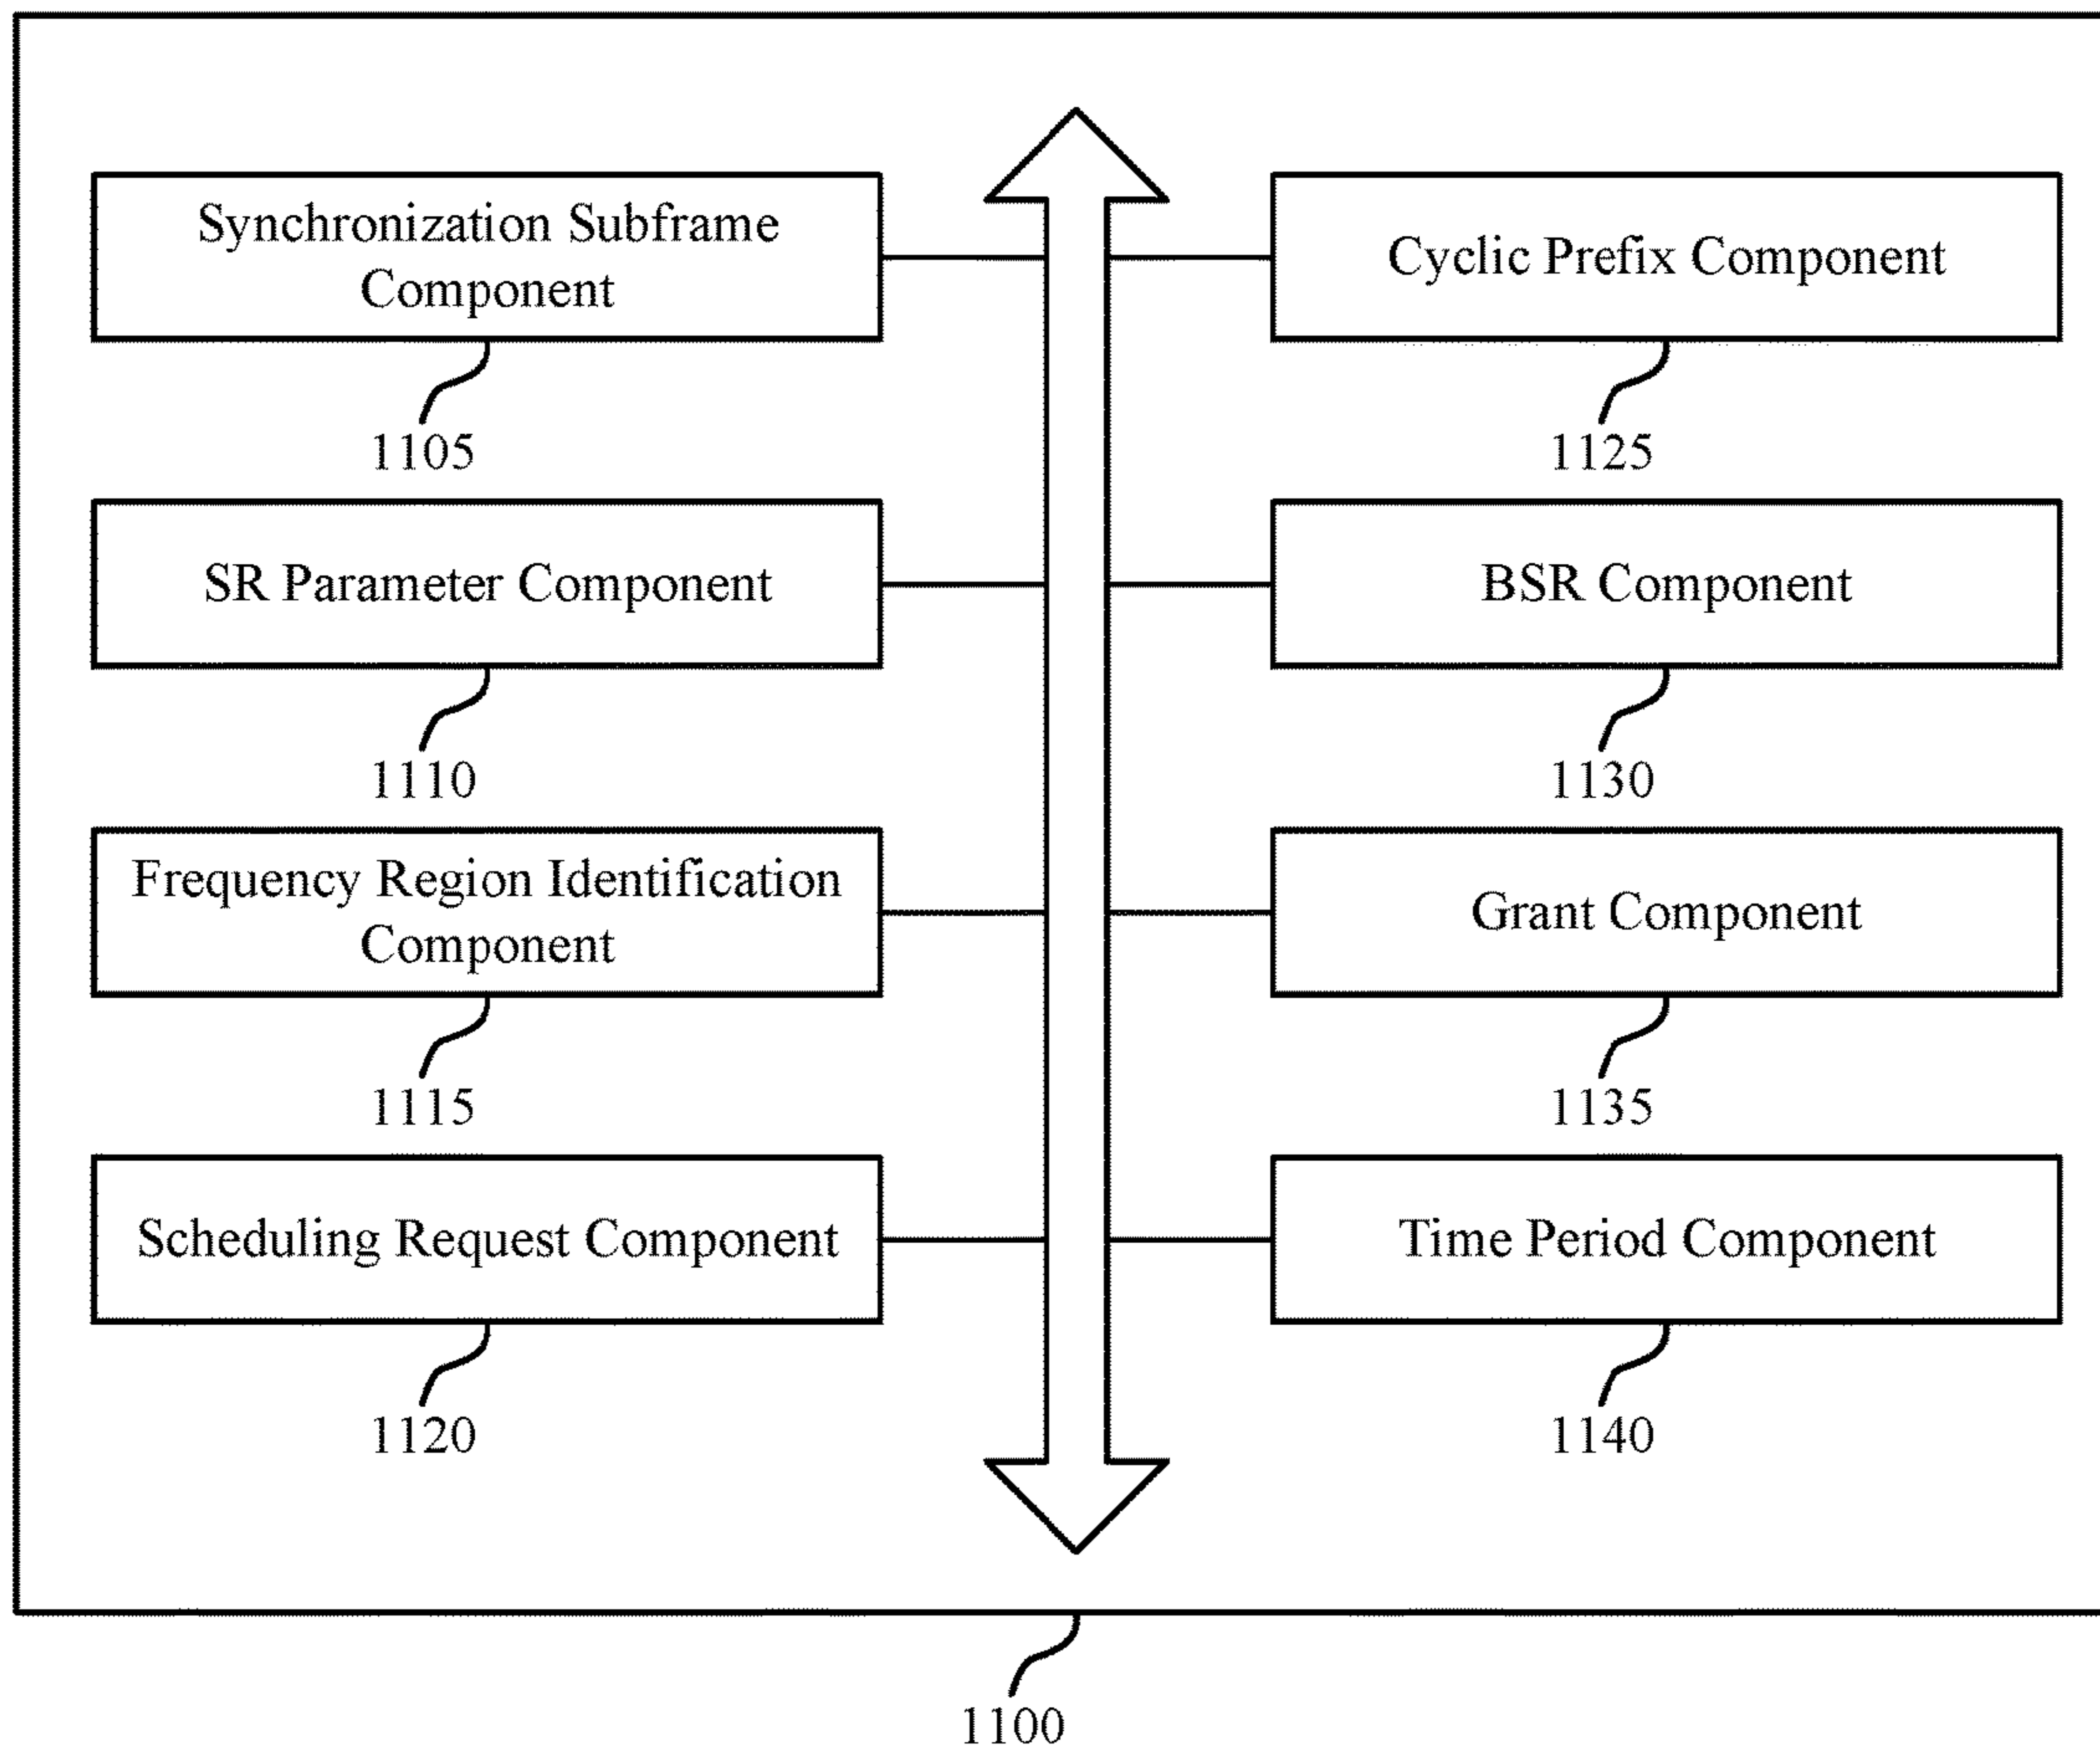 Synchronization Subframe
Component
1105
SR Parameter Component
1110
Frequency Region Identification
Component
1115
Scheduling Request Component
1120
Cyclic Prefix Component
1125
BSR Component
1130
Grant Component
1135
Time Period Component
1140
1100